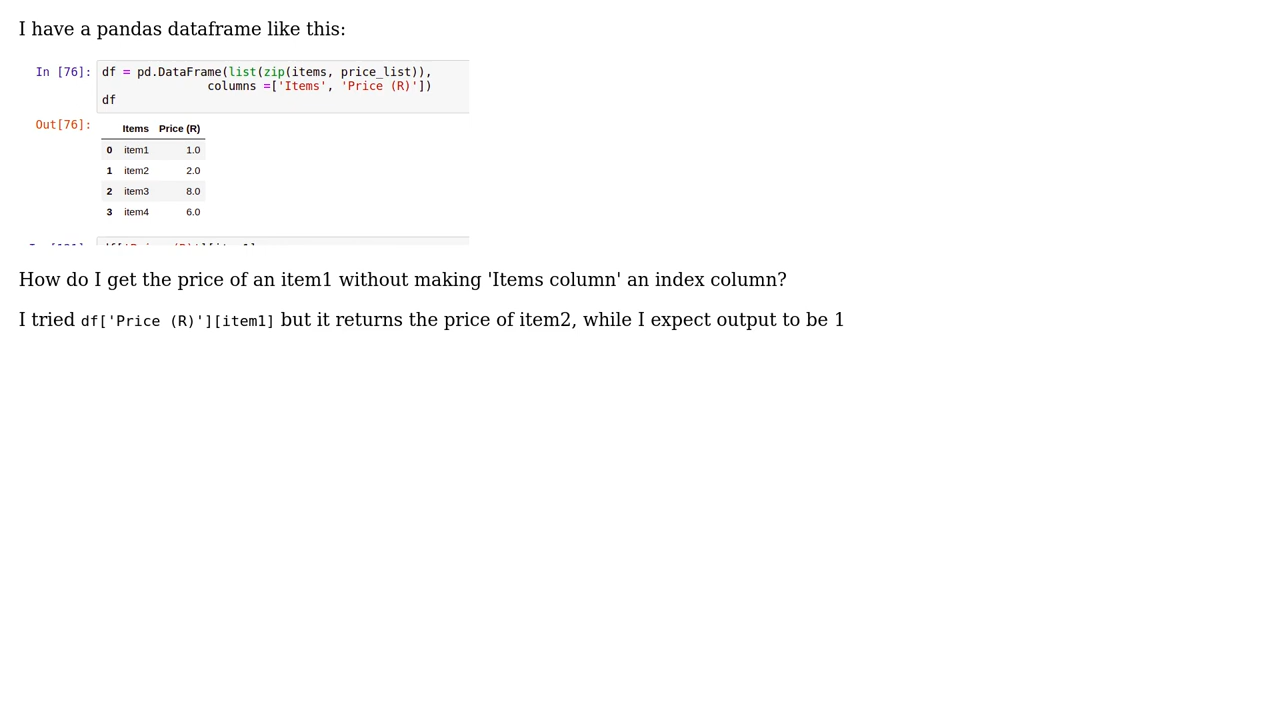 I have a pandas dataframe like this:
In [76]: df = pd.DataFrame(list(zip(items, price_list)),
columns =['Items', 'Price (R)'])
df
Out[76]:
Items Price (R)
0 item1 1.0
1 item2 2.0
2 item3 8.0
3 item4 6.0
How do I get the price of an item1 without making 'Items column' an index column?
I tried df['Price (R)'][item1] but it returns the price of item2, while I expect output to be 1